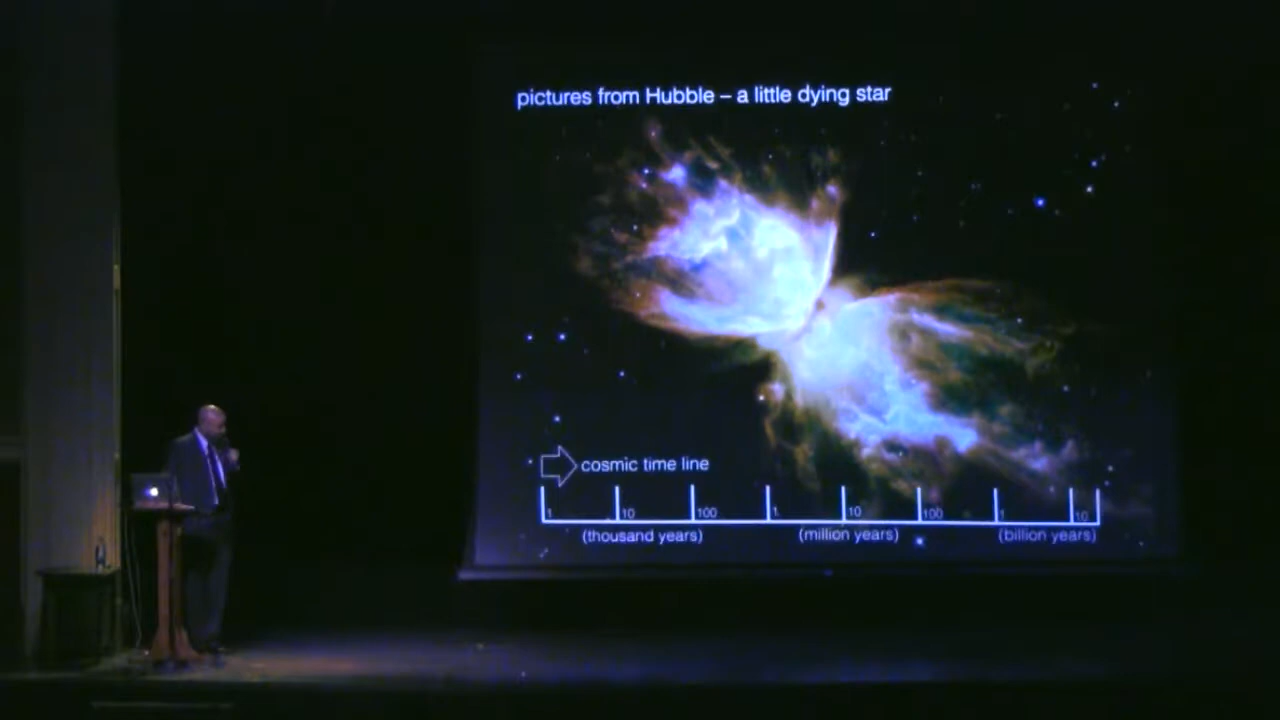 pictures from Hubble – a little dying star
cosmic time line
1 10 100 1 10 100 1 10
(thousand years) (million years) (billion years)